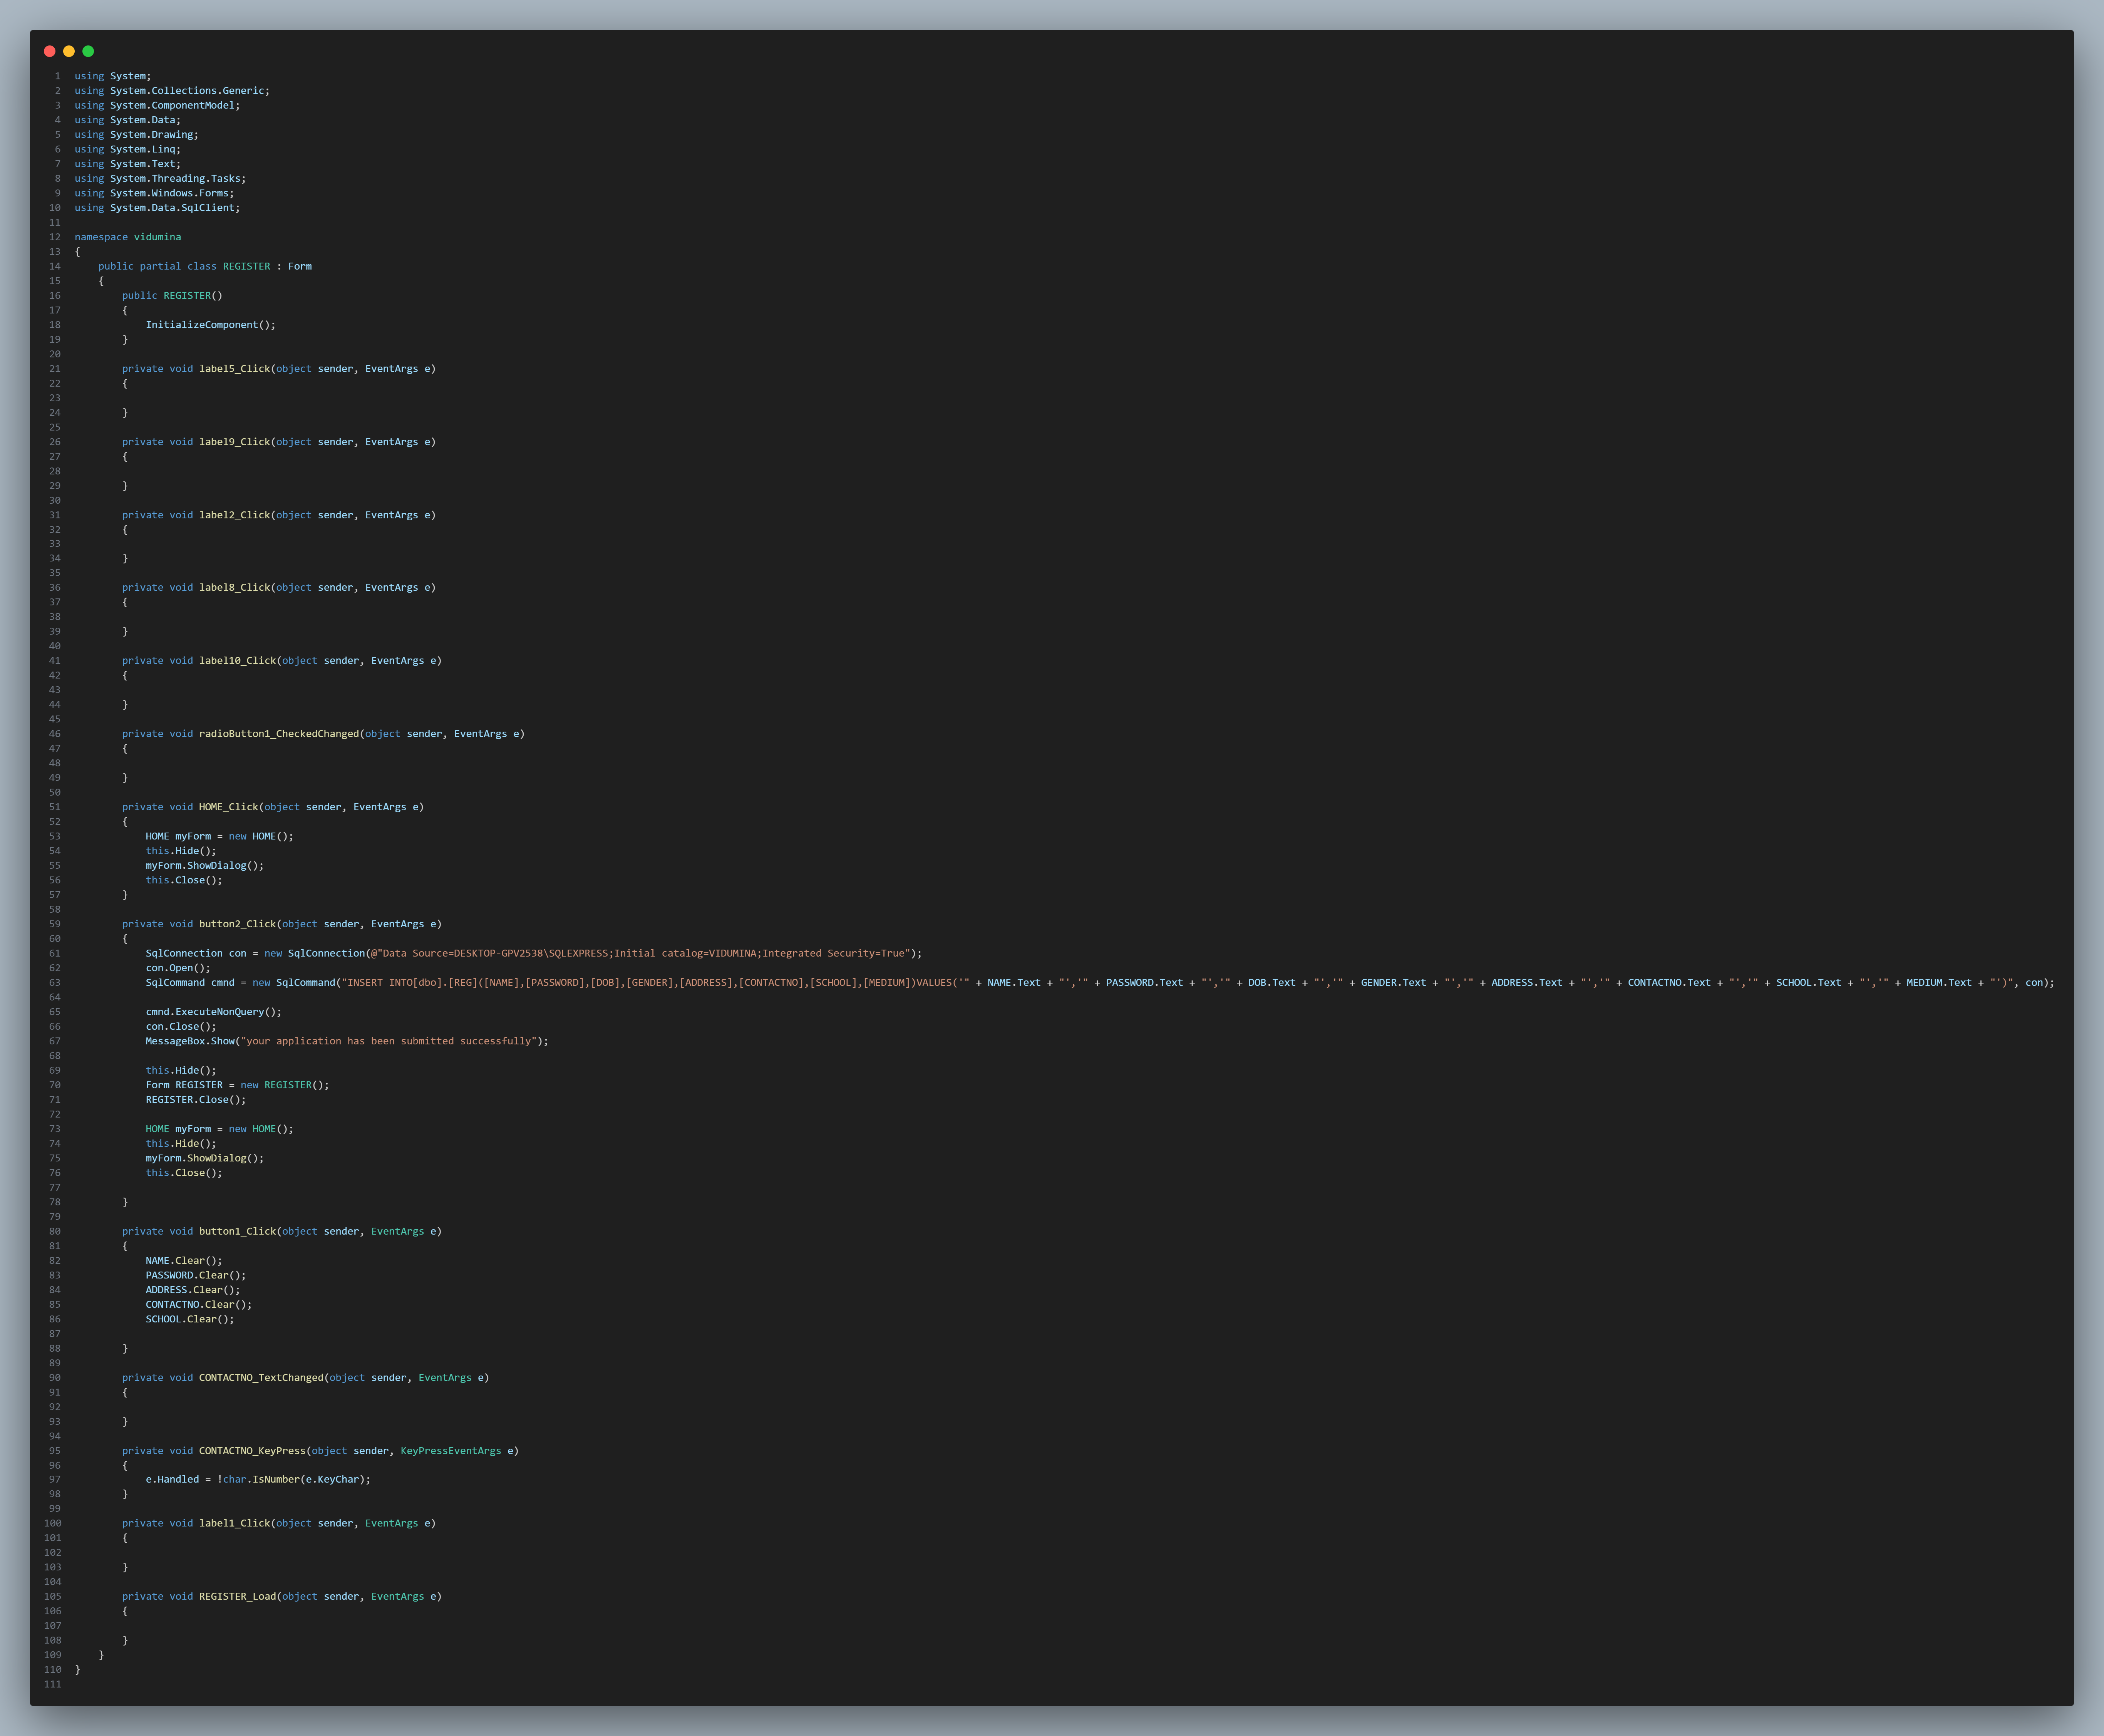 1 using System;
2 using System.Collections.Generic;
3 using System.ComponentModel;
4 using System.Data;
5 using System.Drawing;
6 using System.Linq;
7 using System.Text;
8 using System.Threading.Tasks;
9 using System.Windows.Forms;
10 using System.Data.SqlClient;
11
12 namespace vidumina
13 {
14     public partial class REGISTER : Form
15     {
16         public REGISTER()
17         {
18             InitializeComponent();
19         }
20
21         private void label5_Click(object sender, EventArgs e)
22         {
23
24         }
25
26         private void label9_Click(object sender, EventArgs e)
27         {
28
29         }
30
31         private void label2_Click(object sender, EventArgs e)
32         {
33
34         }
35
36         private void label8_Click(object sender, EventArgs e)
37         {
38
39         }
40
41         private void label10_Click(object sender, EventArgs e)
42         {
43
44         }
45
46         private void radioButton1_CheckedChanged(object sender, EventArgs e)
47         {
48
49         }
50
51         private void HOME_Click(object sender, EventArgs e)
52         {
53             HOME myForm = new HOME();
54             this.Hide();
55             myForm.ShowDialog();
56             this.Close();
57         }
58
59         private void button2_Click(object sender, EventArgs e)
60         {
61             SqlConnection con = new SqlConnection(@"Data Source=DESKTOP-GPV2538\SQLEXPRESS;Initial catalog=VIDUMINA;Integrated Security=True");
62             con.Open();
63             SqlCommand cmnd = new SqlCommand("INSERT INTO[dbo].[REG]([NAME],[PASSWORD],[DOB],[GENDER],[ADDRESS],[CONTACTNO],[SCHOOL],[MEDIUM])VALUES('" + NAME.Text + "','" + PASSWORD.Text + "','" + DOB.Text + "','" + GENDER.Text + "','" + ADDRESS.Text + "','" + CONTACTNO.Text + "','" + SCHOOL.Text + "','" + MEDIUM.Text + "')", con);
64
65             cmnd.ExecuteNonQuery();
66             con.Close();
67             MessageBox.Show("your application has been submitted successfully");
68
69             this.Hide();
70             Form REGISTER = new REGISTER();
71             REGISTER.Close();
72
73             HOME myForm = new HOME();
74             this.Hide();
75             myForm.ShowDialog();
76             this.Close();
77
78         }
79
80         private void button1_Click(object sender, EventArgs e)
81         {
82             NAME.Clear();
83             PASSWORD.Clear();
84             ADDRESS.Clear();
85             CONTACTNO.Clear();
86             SCHOOL.Clear();
87
88         }
89
90         private void CONTACTNO_TextChanged(object sender, EventArgs e)
91         {
92
93         }
94
95         private void CONTACTNO_KeyPress(object sender, KeyPressEventArgs e)
96         {
97             e.Handled = !char.IsNumber(e.KeyChar);
98         }
99
100         private void label1_Click(object sender, EventArgs e)
101         {
102
103         }
104
105         private void REGISTER_Load(object sender, EventArgs e)
106         {
107
108         }
109     }
110 }
111